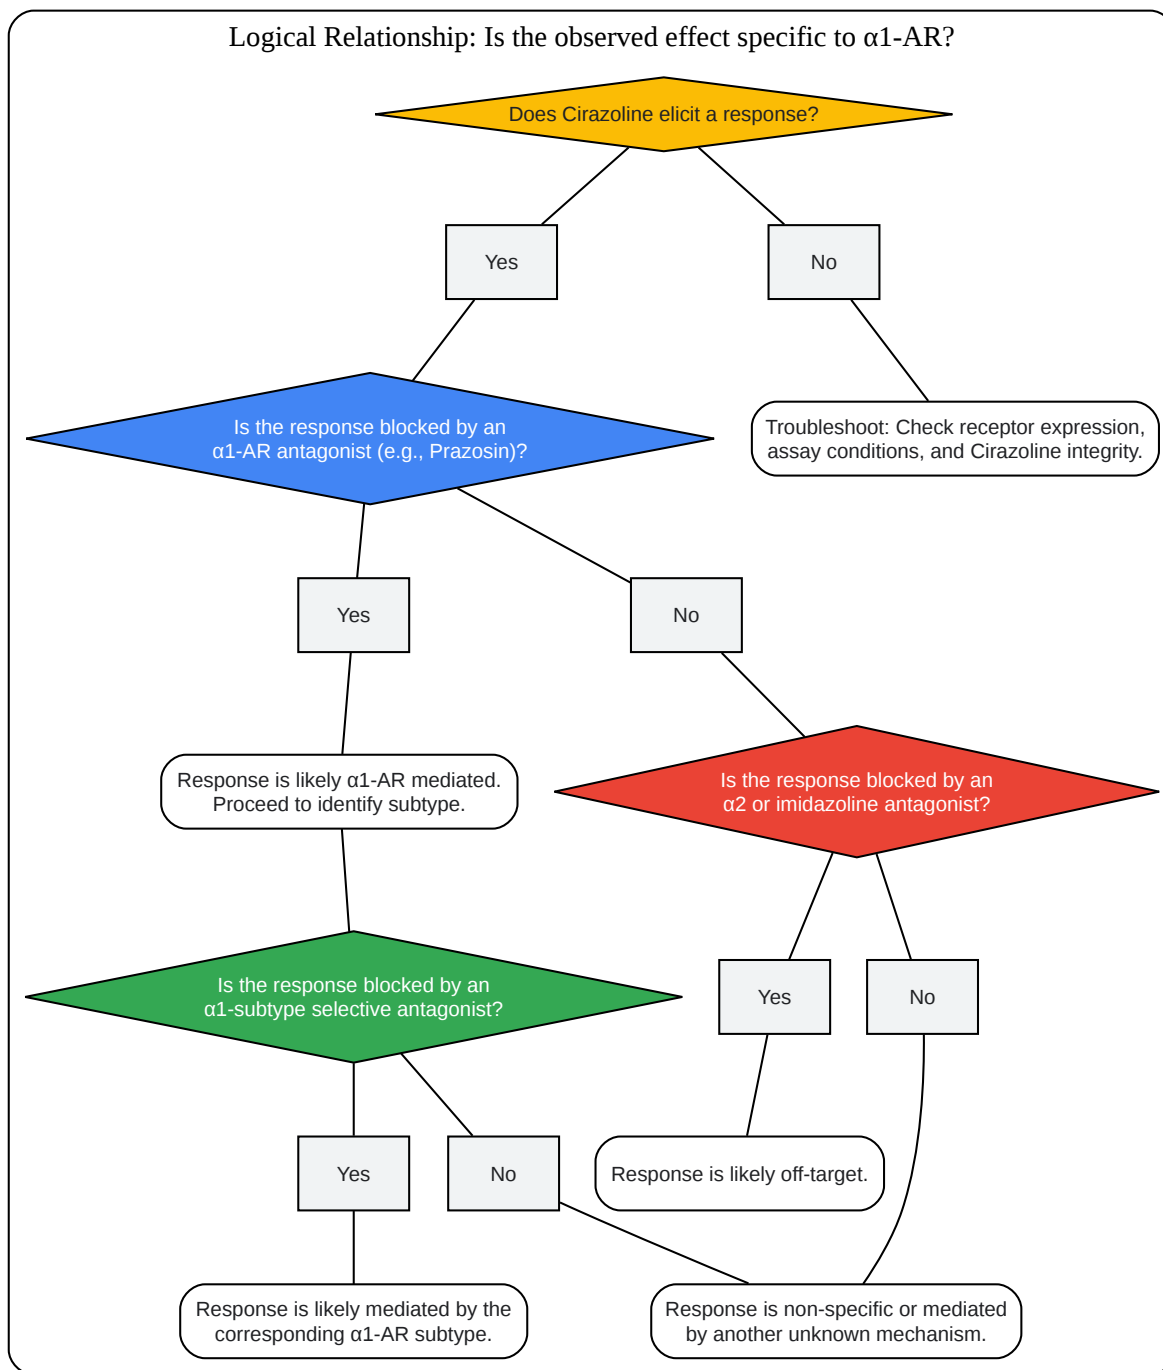 Logical Relationship: Is the observed effect specific to α1-AR?
Does Cirazoline elicit a response?
Yes
No
Is the response blocked by an
α1-AR antagonist (e.g., Prazosin)?
Troubleshoot: Check receptor expression,
assay conditions, and Cirazoline integrity.
Yes
No
Response is likely α1-AR mediated.
Proceed to identify subtype.
Is the response blocked by an
α2 or imidazoline antagonist?
Is the response blocked by an
α1-subtype selective antagonist?
Yes
No
Yes
No
Response is likely off-target.
Response is likely mediated by the
corresponding α1-AR subtype.
Response is non-specific or mediated
by another unknown mechanism.